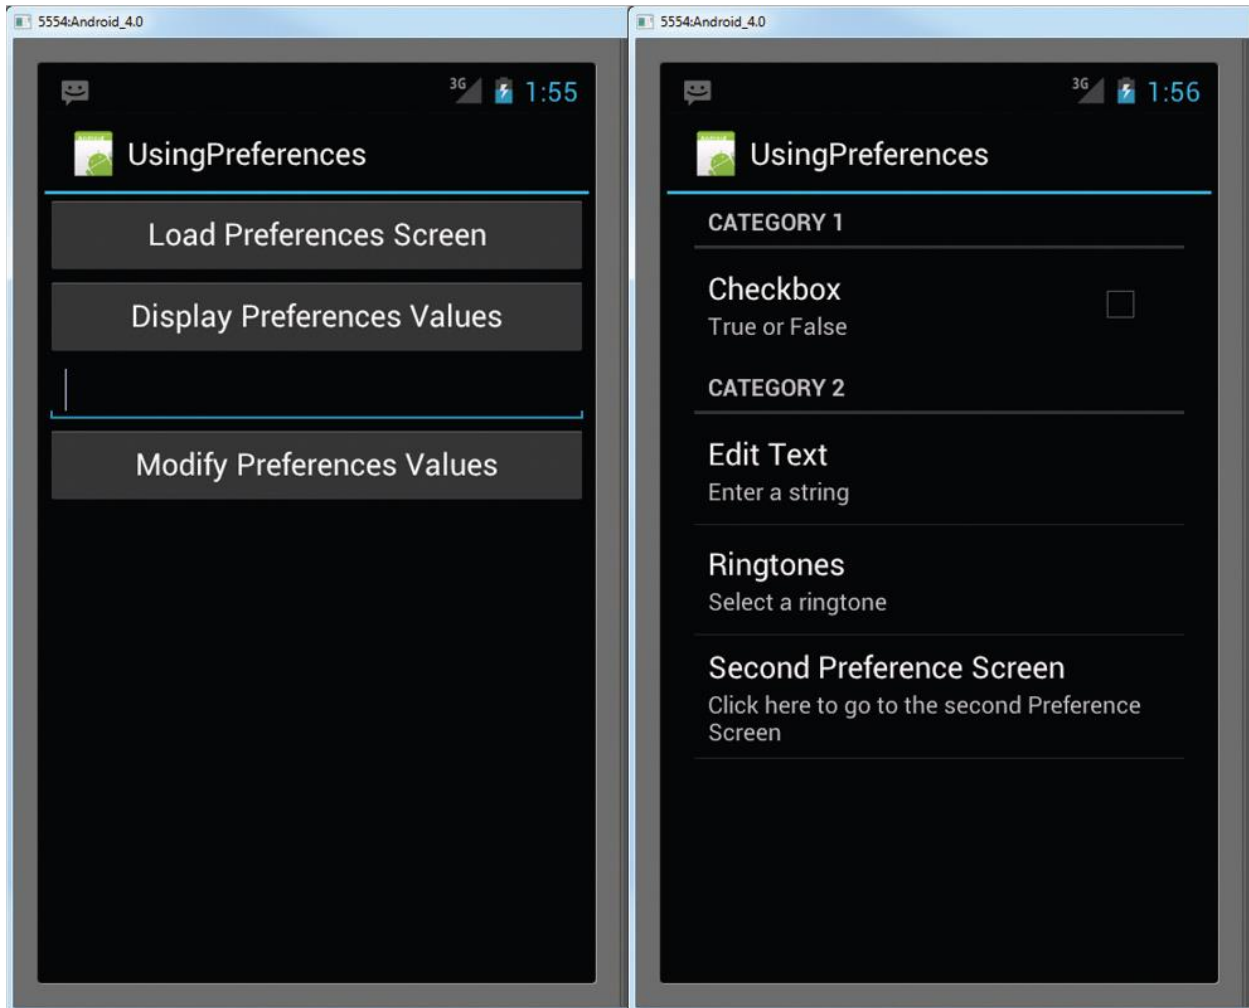 5554:Android_4.0
3G 1:55
UsingPreferences
Load Preferences Screen
Display Preferences Values
Modify Preferences Values
5554:Android_4.0
3G 1:56
UsingPreferences
CATEGORY 1
Checkbox
True or False
CATEGORY 2
Edit Text
Enter a string
Ringtones
Select a ringtone
Second Preference Screen
Click here to go to the second Preference
Screen